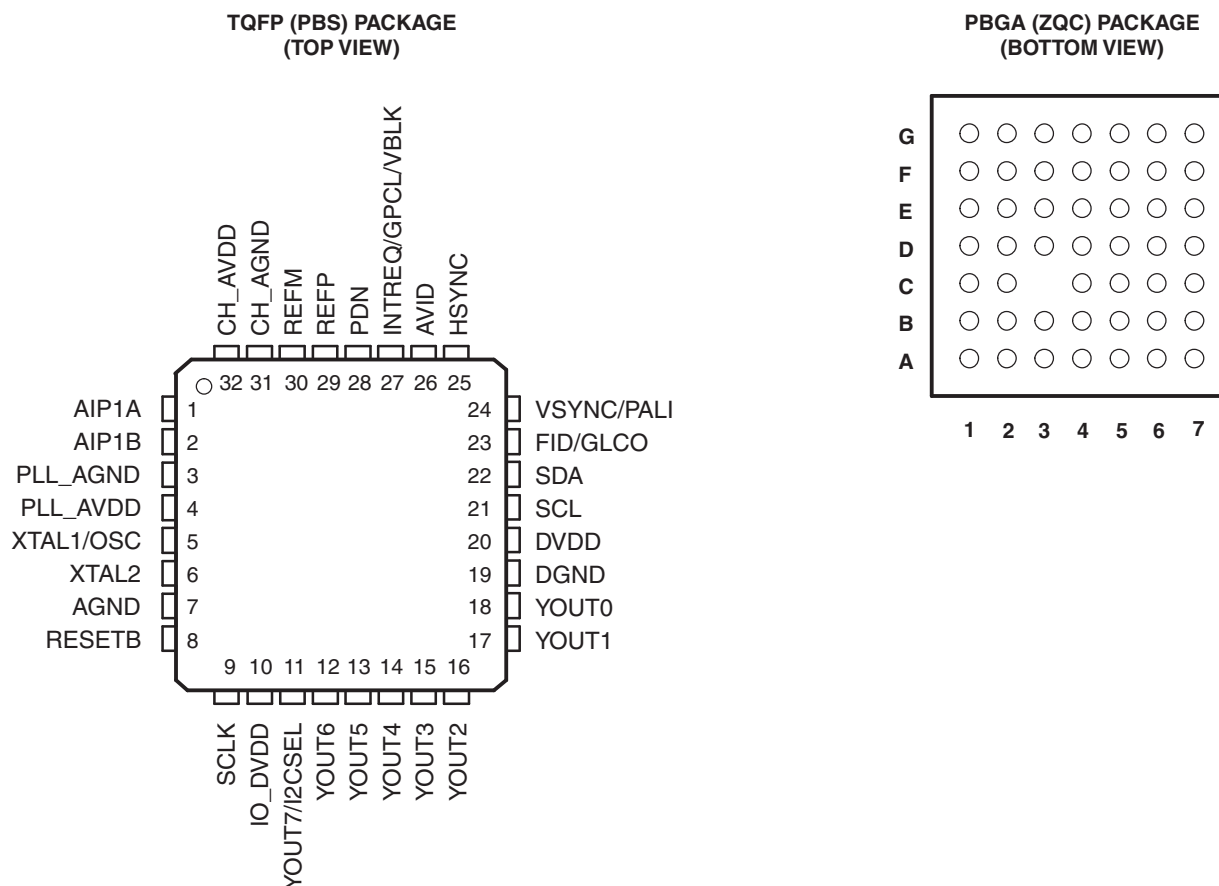 TQFP (PBS) PACKAGE
(TOP VIEW)
CH_AVDD
CH_AGND
REFM
REFP
PDN
INTREQ/GPCL/VBLK
AVID
HSYNC
32 31 30 29 28 27 26 25
AIP1A 1
AIP1B 2
PLL_AGND 3
PLL_AVDD 4
XTAL1/OSC 5
XTAL2 6
AGND 7
RESETB 8
24 VSYNC/PALI
23 FID/GLCO
22 SDA
21 SCL
20 DVDD
19 DGND
18 YOUT0
17 YOUT1
9 10 11 12 13 14 15 16
SCLK
IO_DVDD
YOUT7/I2CSEL
YOUT6
YOUT5
YOUT4
YOUT3
YOUT2
PBGA (ZQC) PACKAGE
(BOTTOM VIEW)
G
F
E
D
C
B
A
1 2 3 4 5 6 7